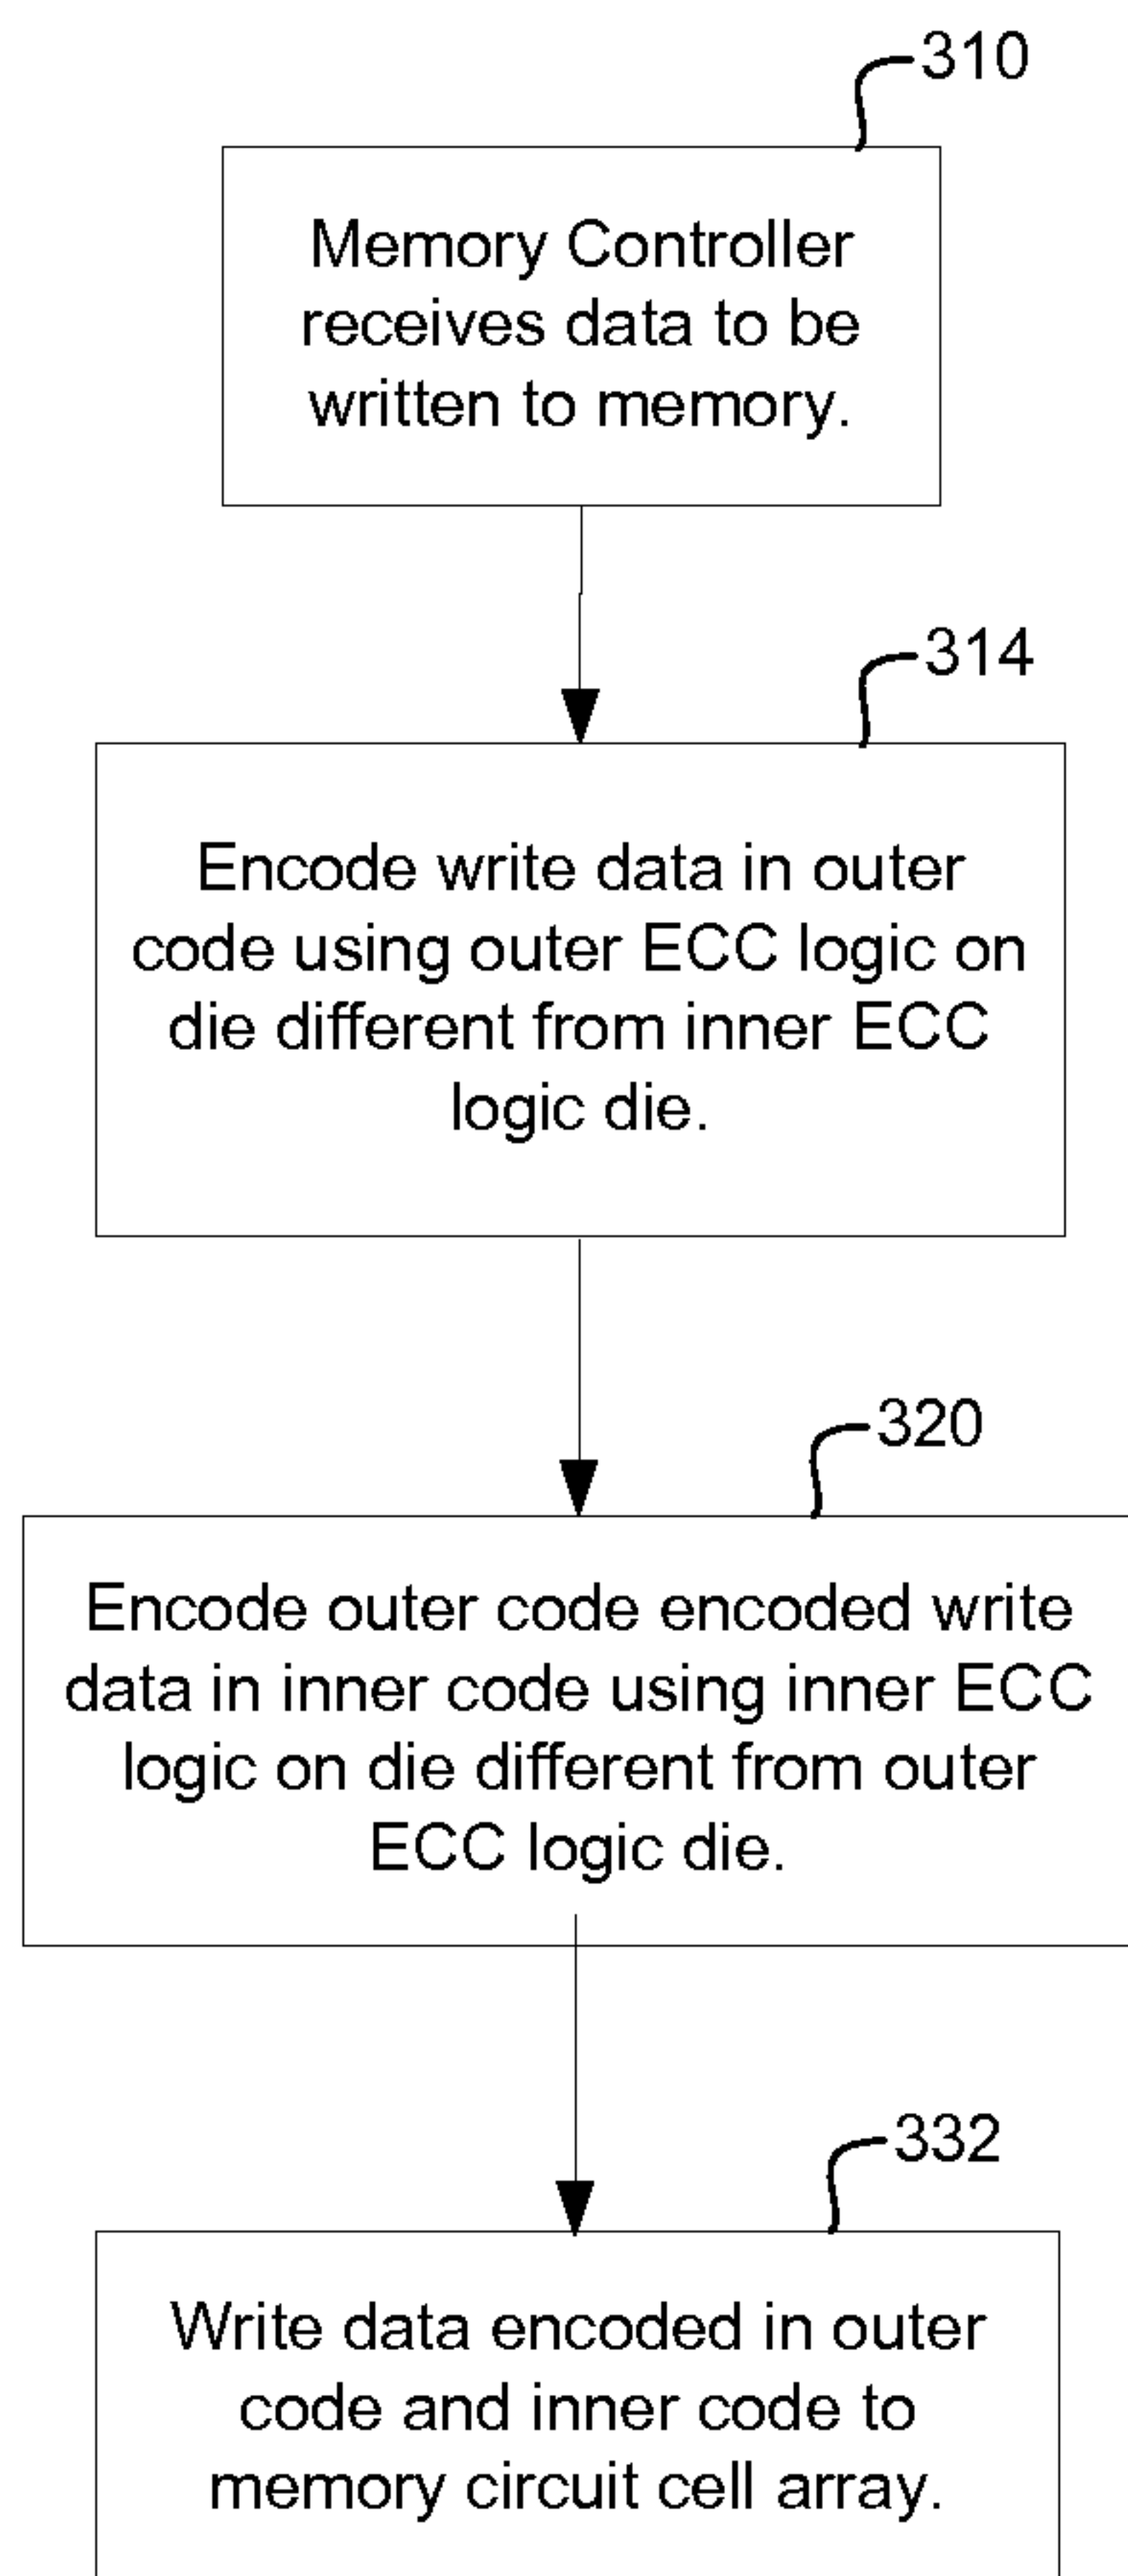 310
Memory Controller
receives data to be
written to memory.
314
Encode write data in outer
code using outer ECC logic on
die different from inner ECC
logic die.
320
Encode outer code encoded write
data in inner code using inner ECC
logic on die different from outer
ECC logic die.
332
Write data encoded in outer
code and inner code to
memory circuit cell array.